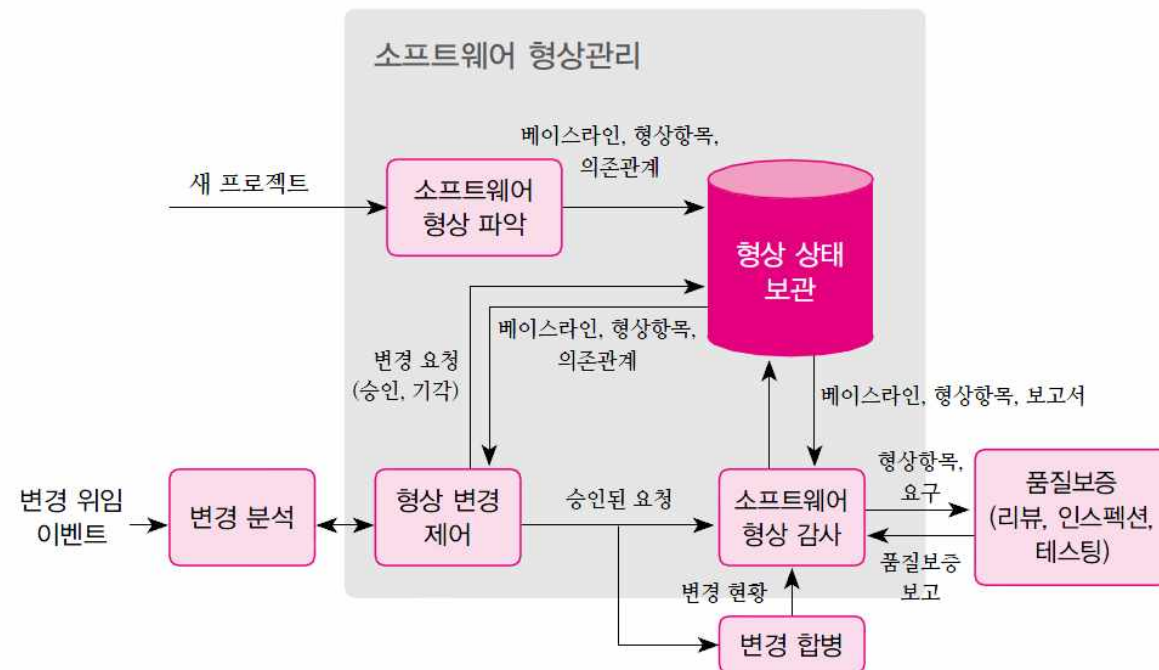 소프트웨어 형상관리
베이스라인, 형상항목,
의존관계
새 프로젝트
소프트웨어
형상 파악
형상 상태
보관
베이스라인, 형상항목,
의존관계
변경 요청
(승인, 기각)
베이스라인, 형상항목, 보고서
변경 위임
이벤트
변경 분석
형상 변경
제어
승인된 요청
소프트웨어
형상 감사
형상항목,
요구
품질보증
(리뷰, 인스펙션,
테스팅)
품질보증
보고
변경 현황
변경 합병